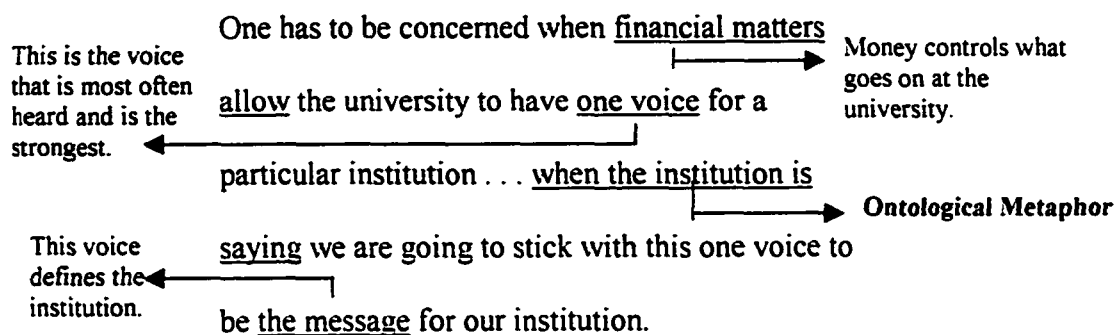 One has to be concerned when financial matters
This is the voice
that is most often
heard and is the
strongest.
Money controls what
goes on at the
university.
allow the university to have one voice for a
particular institution . . . when the institution is
Ontological Metaphor
saying we are going to stick with this one voice to
This voice
defines the
institution.
be the message for our institution.